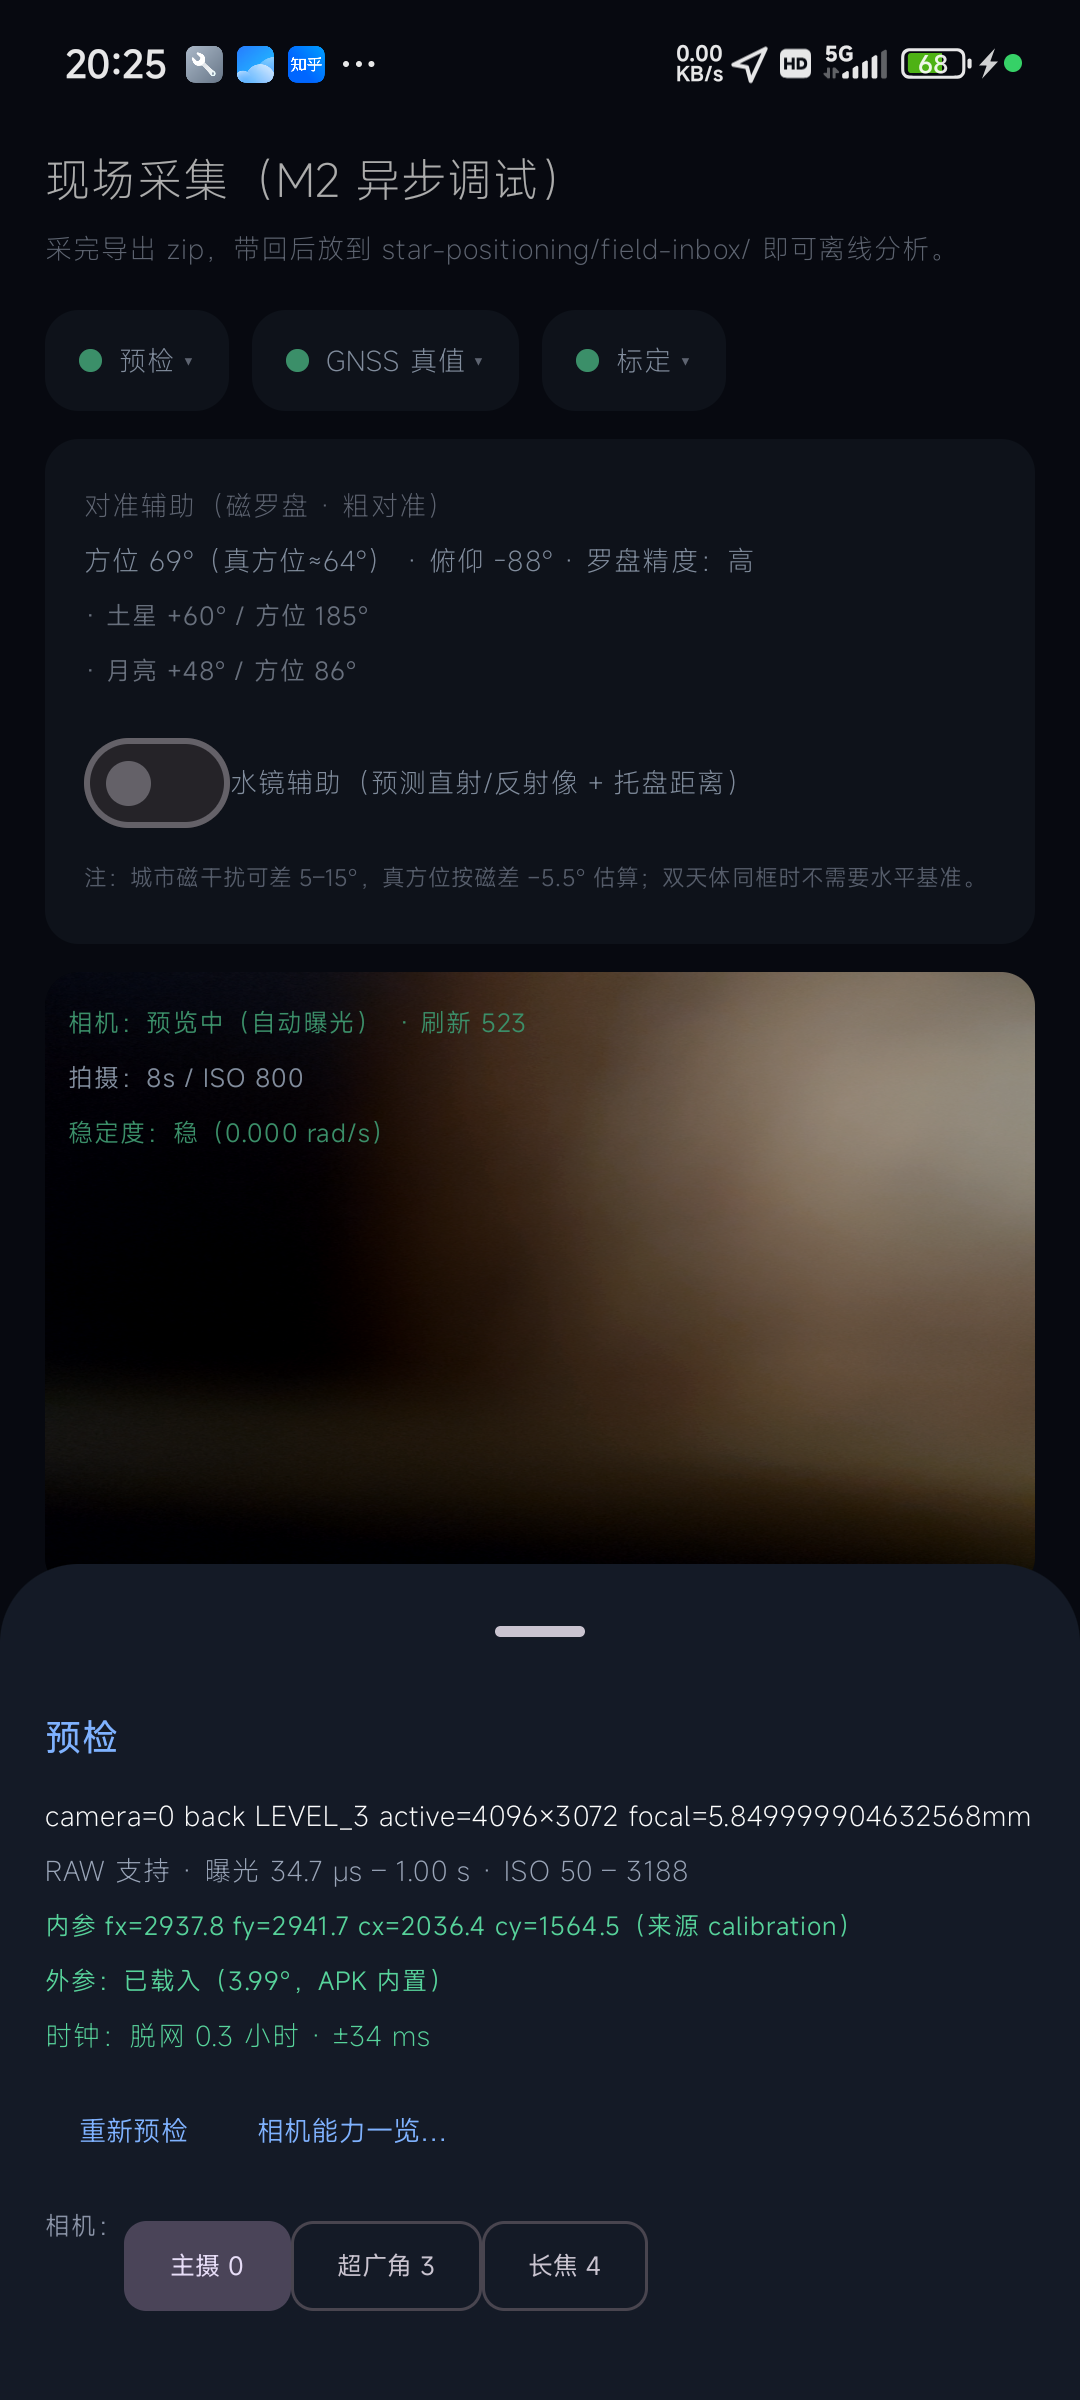 20:25 知乎 ··· 0.00 KB/s HD 5G 68
现场采集（M2 异步调试）
采完导出 zip，带回后放到 star-positioning/field-inbox/ 即可离线分析。
预检 ▾ GNSS 真值 ▾ 标定 ▾
对准辅助（磁罗盘 · 粗对准）
方位 69°（真方位≈64°） · 俯仰 -88° · 罗盘精度：高
· 土星 +60° / 方位 185°
· 月亮 +48° / 方位 86°
水镜辅助（预测直射/反射像 + 托盘距离）
注：城市磁干扰可差 5–15°，真方位按磁差 −5.5° 估算；双天体同框时不需要水平基准。
相机：预览中（自动曝光） · 刷新 523
拍摄：8s / ISO 800
稳定度：稳（0.000 rad/s）
预检
camera=0 back LEVEL_3 active=4096×3072 focal=5.849999904632568mm
RAW 支持 · 曝光 34.7 µs – 1.00 s · ISO 50 – 3188
内参 fx=2937.8 fy=2941.7 cx=2036.4 cy=1564.5（来源 calibration）
外参：已载入（3.99°，APK 内置）
时钟：脱网 0.3 小时 · ±34 ms
重新预检 相机能力一览…
相机： 主摄 0 超广角 3 长焦 4